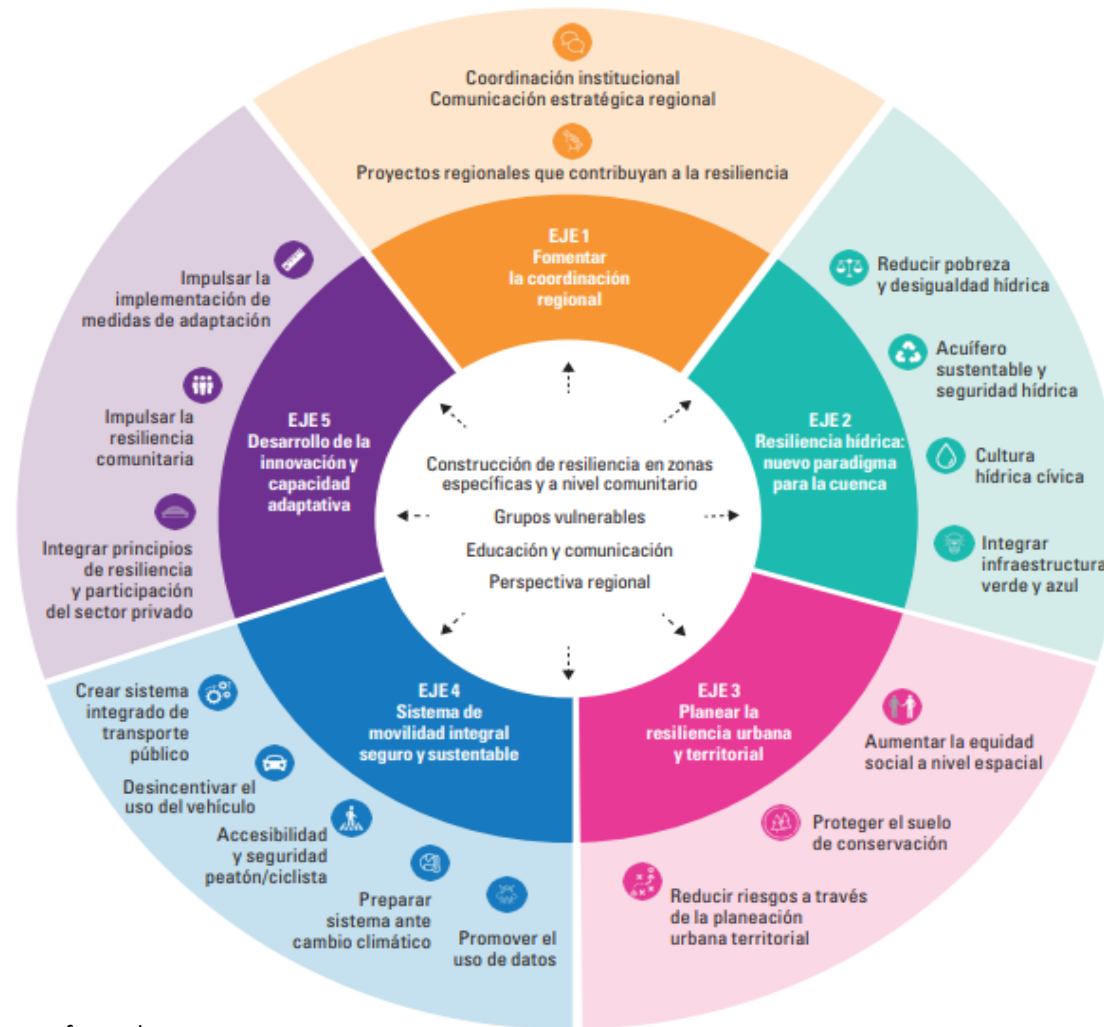 Coordinación institucional
Comunicación estratégica regional
Proyectos regionales que contribuyan a la resiliencia
EJE 1
Fomentar
la coordinación
regional
Reducir pobreza
y desigualdad hídrica
Acuífero
sustentable y
seguridad hídrica
Cultura
hídrica cívica
Integrar
infraestructura
verde y azul
EJE 2
Resiliencia hídrica:
nuevo paradigma
para la cuenca
Aumentar la equidad
social a nivel espacial
Proteger el suelo
de conservación
Reducir riesgos a través
de la planeación
urbana territorial
EJE 3
Planear la
resiliencia urbana
y territorial
EJE 4
Sistema de
movilidad integral
seguro y sustentable
Crear sistema
integrado de
transporte
público
Desincentivar el
uso del vehículo
Accesibilidad
y seguridad
peatón/ciclista
Preparar
sistema ante
cambio climático
Promover el
uso de datos
EJE 5
Desarrollo de la
innovación y
capacidad
adaptativa
Impulsar la
implementación de
medidas de adaptación
Impulsar la
resiliencia
comunitaria
Integrar principios
de resiliencia
y participación
del sector privado
Construcción de resiliencia en zonas
específicas y a nivel comunitario
Grupos vulnerables
Educación y comunicación
Perspectiva regional